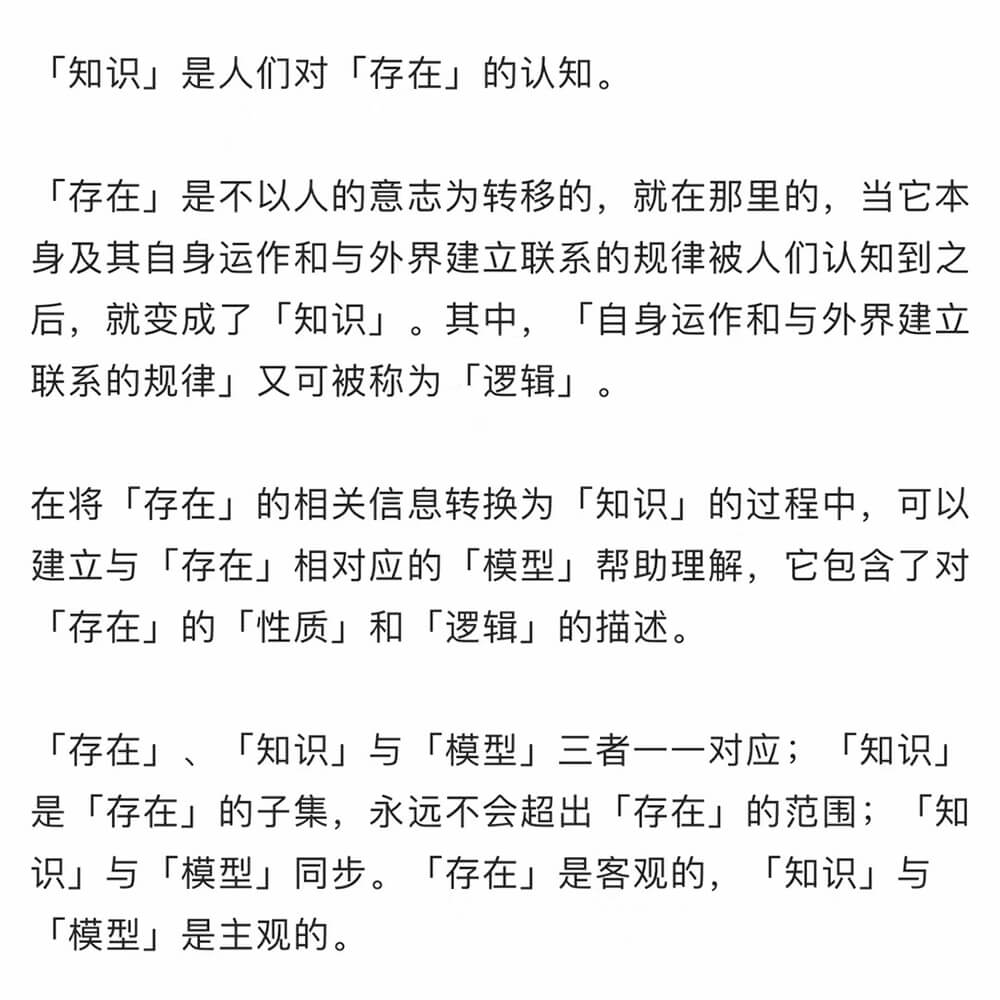 「知识」是人们对「存在」的认知。
「存在」是不以人的意志为转移的，就在那里的，当它本
身及其自身运作和与外界建立联系的规律被人们认知到之
后，就变成了「知识」。其中，「自身运作和与外界建立
联系的规律」又可被称为「逻辑」。
在将「存在」的相关信息转换为「知识」的过程中，可以
建立与「存在」相对应的「模型」帮助理解，它包含了对
「存在」的「性质」和「逻辑」的描述。
「存在」、「知识」与「模型」三者一一对应；「知识」
是「存在」的子集，永远不会超出「存在」的范围；「知
识」与「模型」同步。「存在」是客观的，「知识」与
「模型」是主观的。